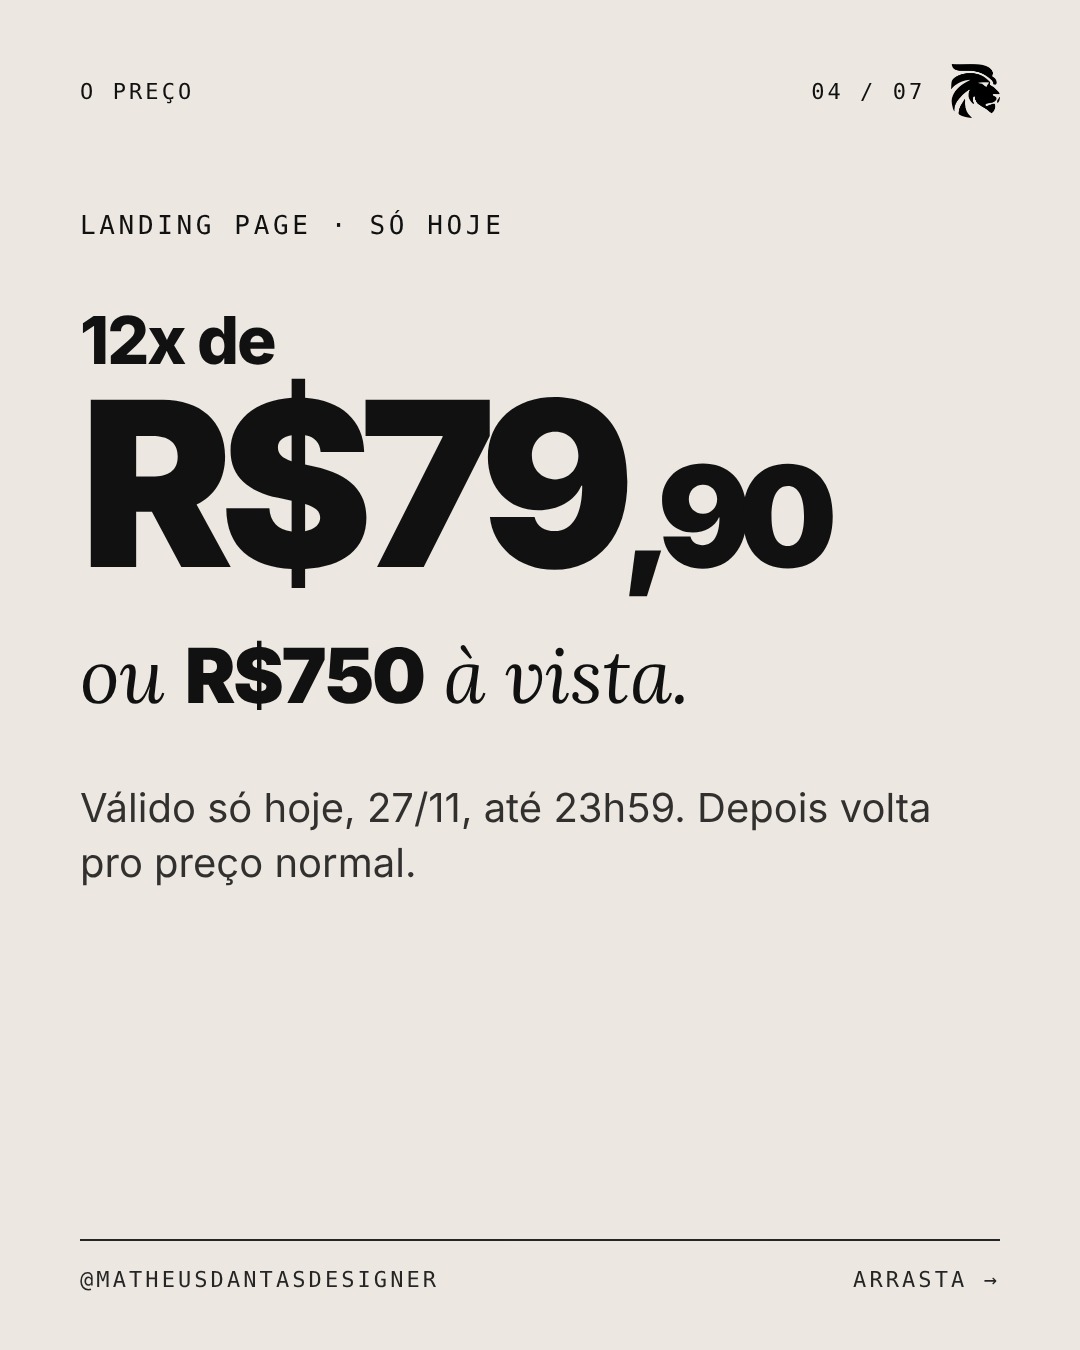 O PREÇO
04 / 07
LANDING PAGE · SÓ HOJE
12x de
R$79,90
ou R$750 à vista.
Válido só hoje, 27/11, até 23h59. Depois volta
pro preço normal.
@MATHEUSDANTASDESIGNER
ARRASTA →